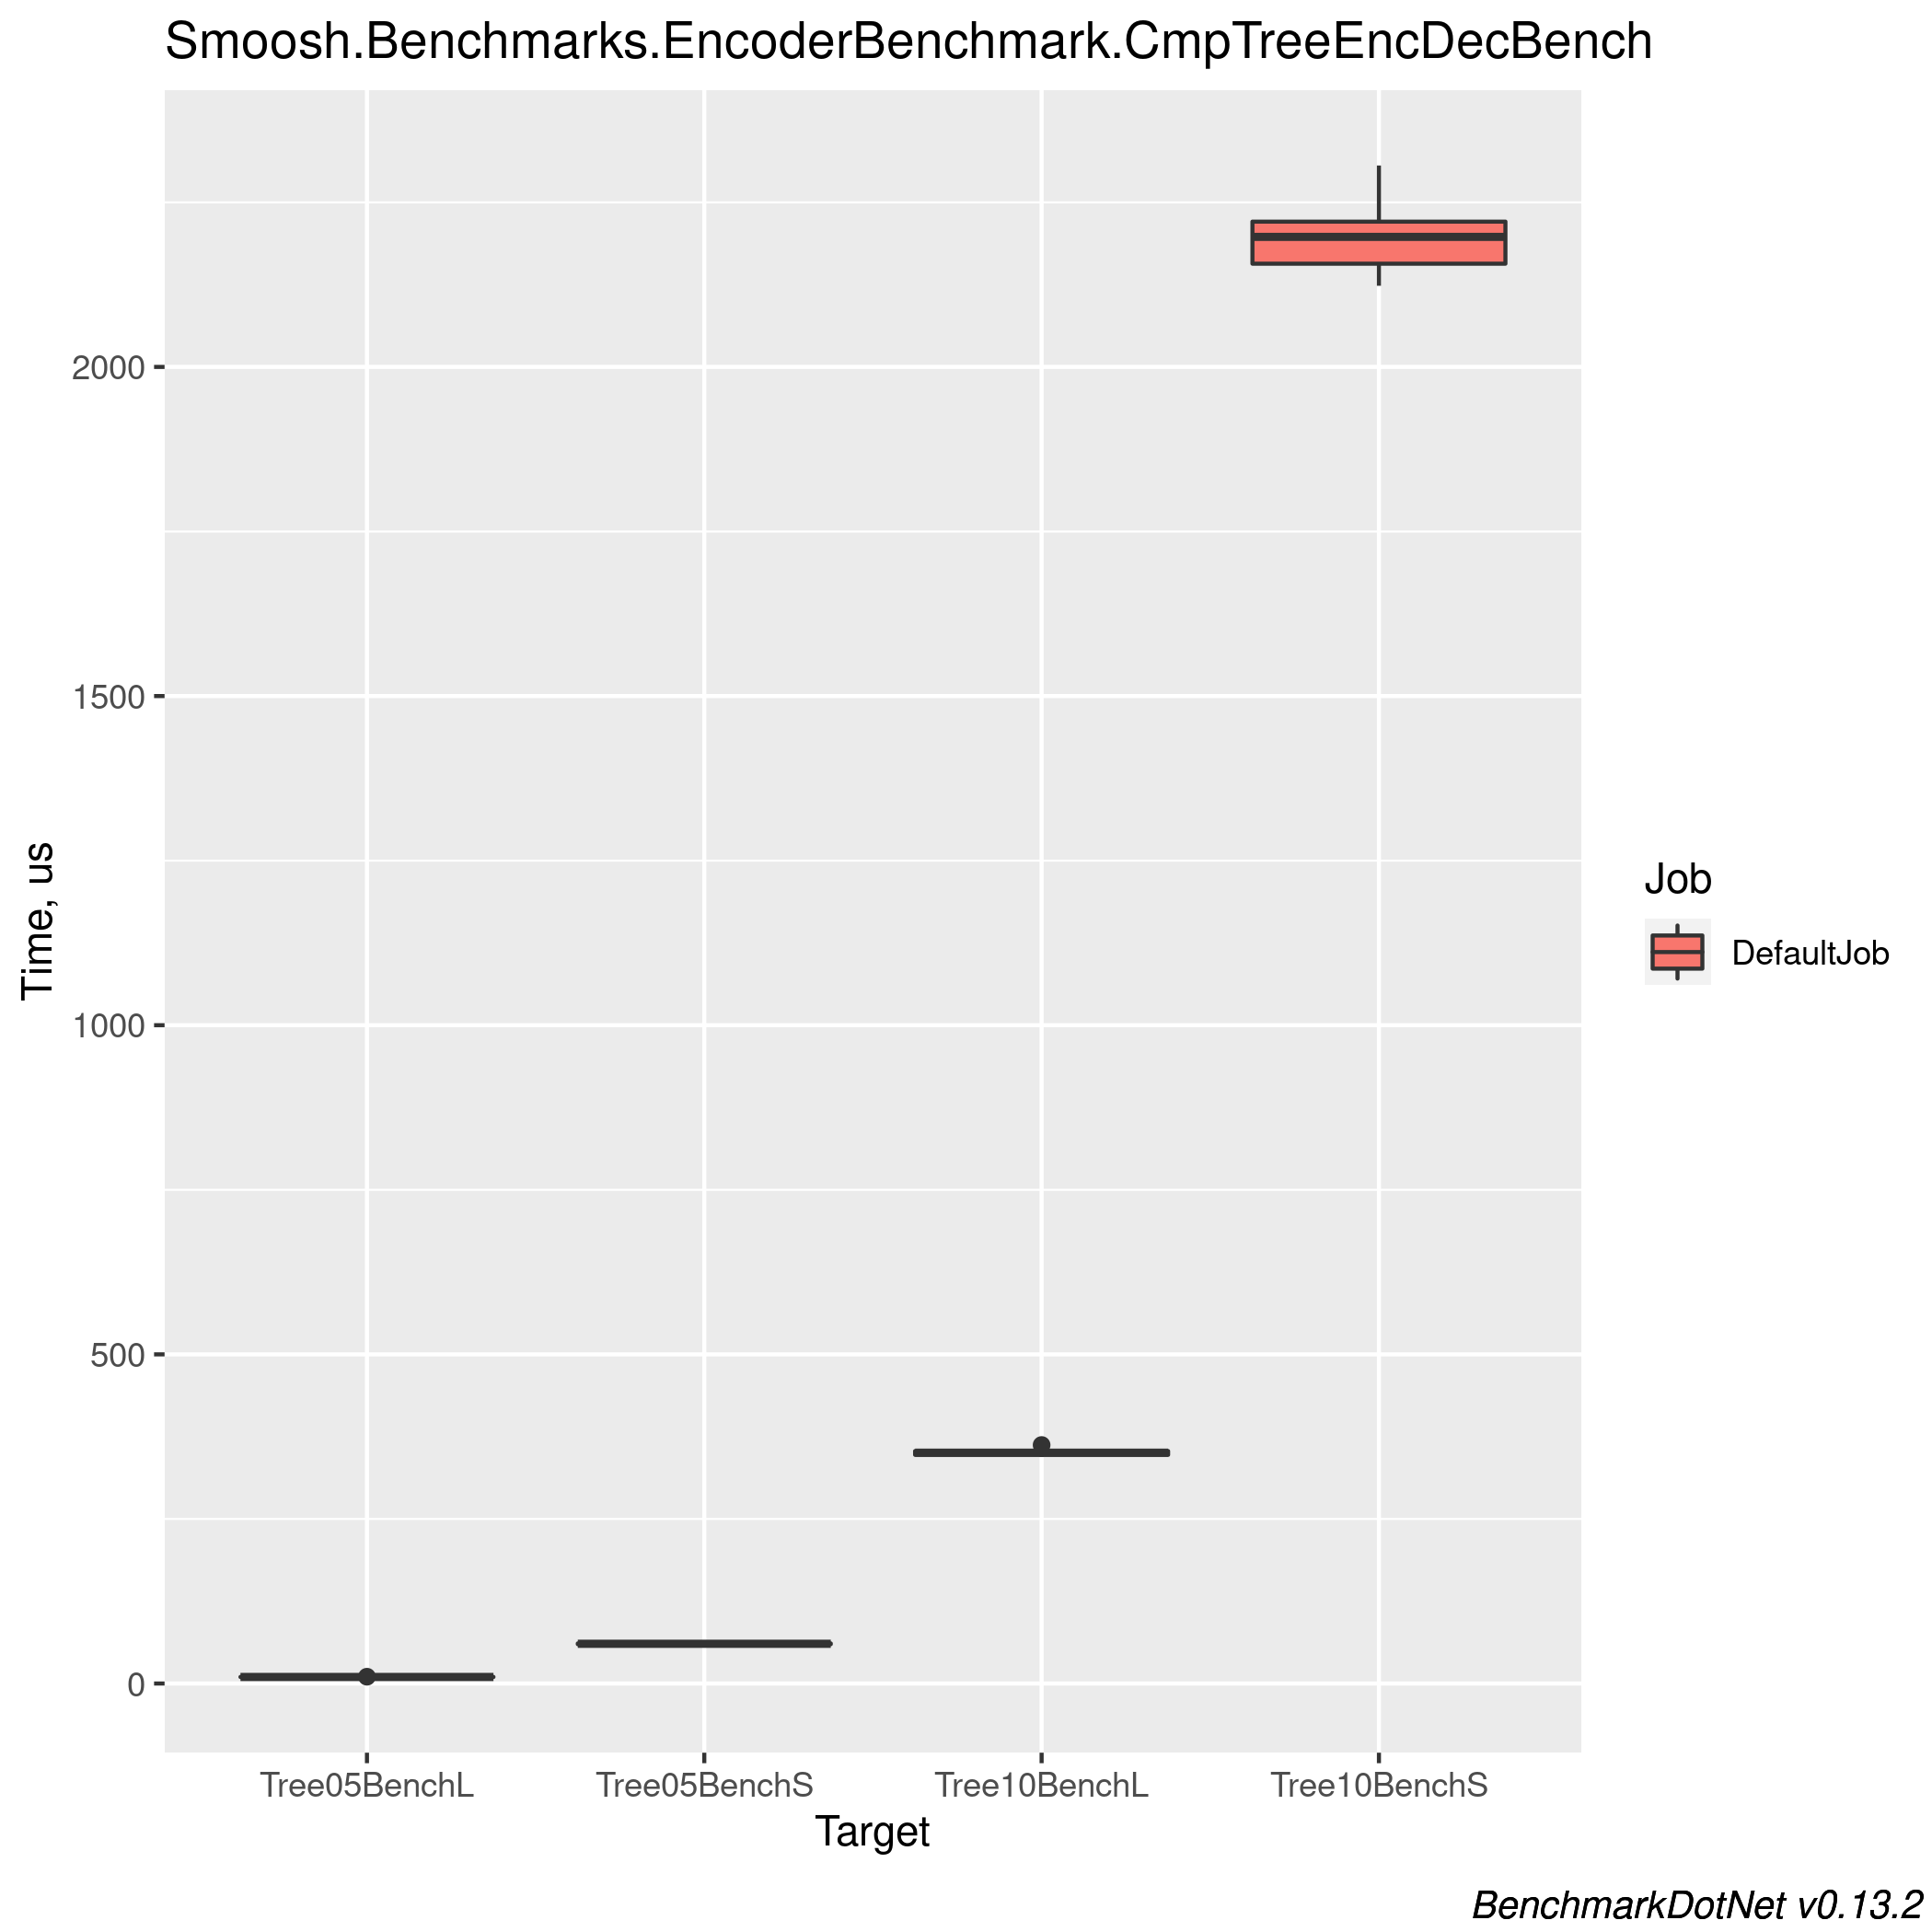 Smoosh.Benchmarks.EncoderBenchmark.CmpTreeEncDecBench
Time, us
2000
1500
1000
500
0
Tree05BenchL
Tree05BenchS
Tree10BenchL
Tree10BenchS
Target
Job
DefaultJob
BenchmarkDotNet v0.13.2